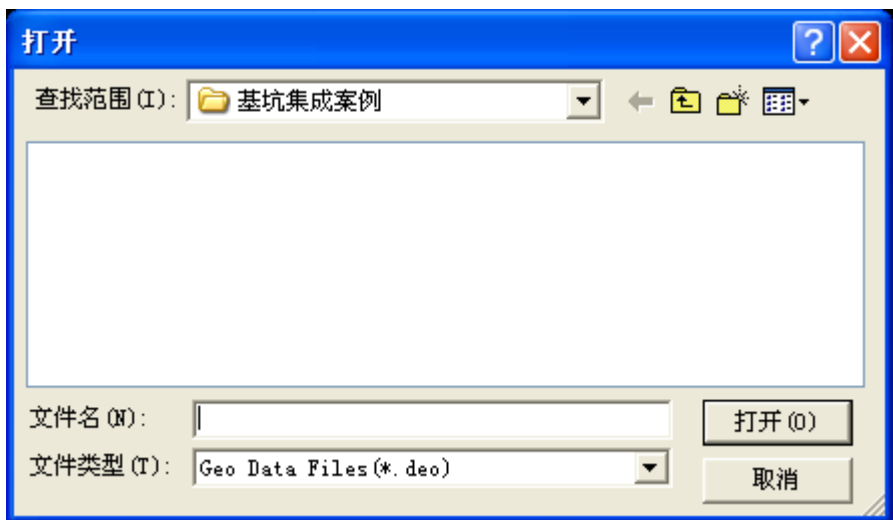 打开
查找范围(I): 基坑集成案例
文件名(N):
打开(O)
文件类型(T): Geo Data Files(*.deo)
取消